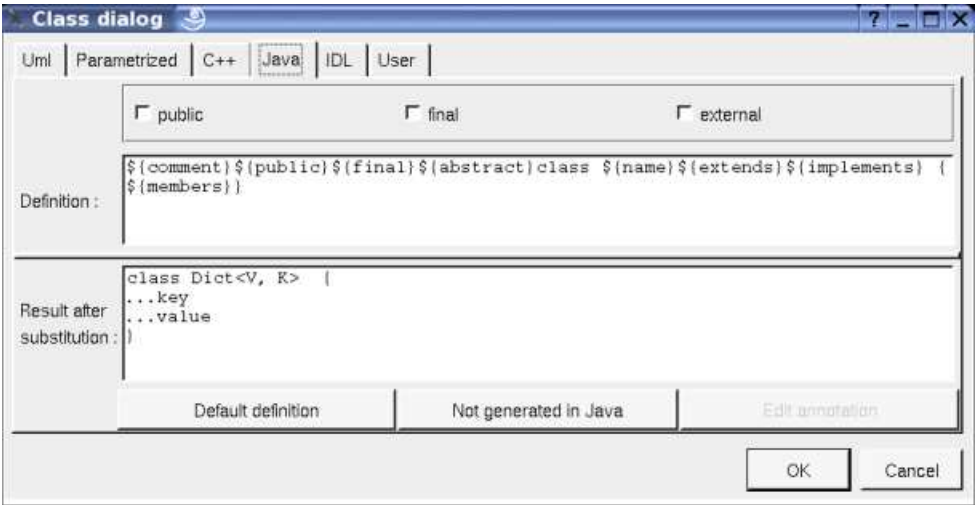 Class dialog
? _ □ X
Uml Parametrized C++ Java IDL User
public final external
Definition :
${comment}${public}${final}${abstract}class ${name}${extends}${implements} {
${members}}
Result after
substitution :
class Dict<V, K>  {
...key
...value
}
Default definition Not generated in Java Edit annotation
OK Cancel